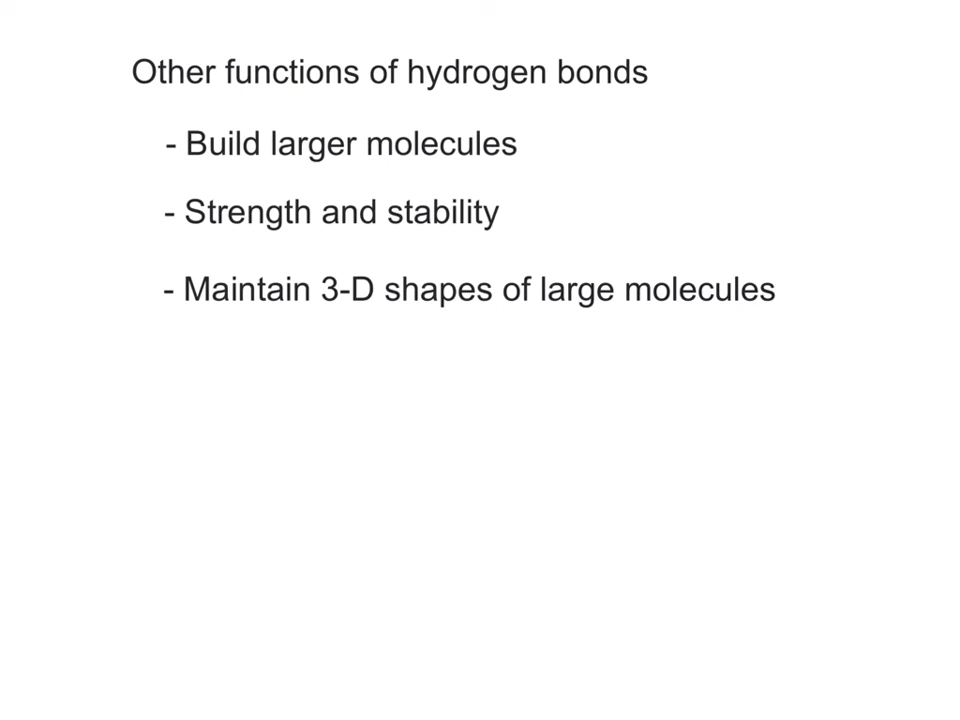 Other functions of hydrogen bonds
- Build larger molecules
- Strength and stability
- Maintain 3-D shapes of large molecules